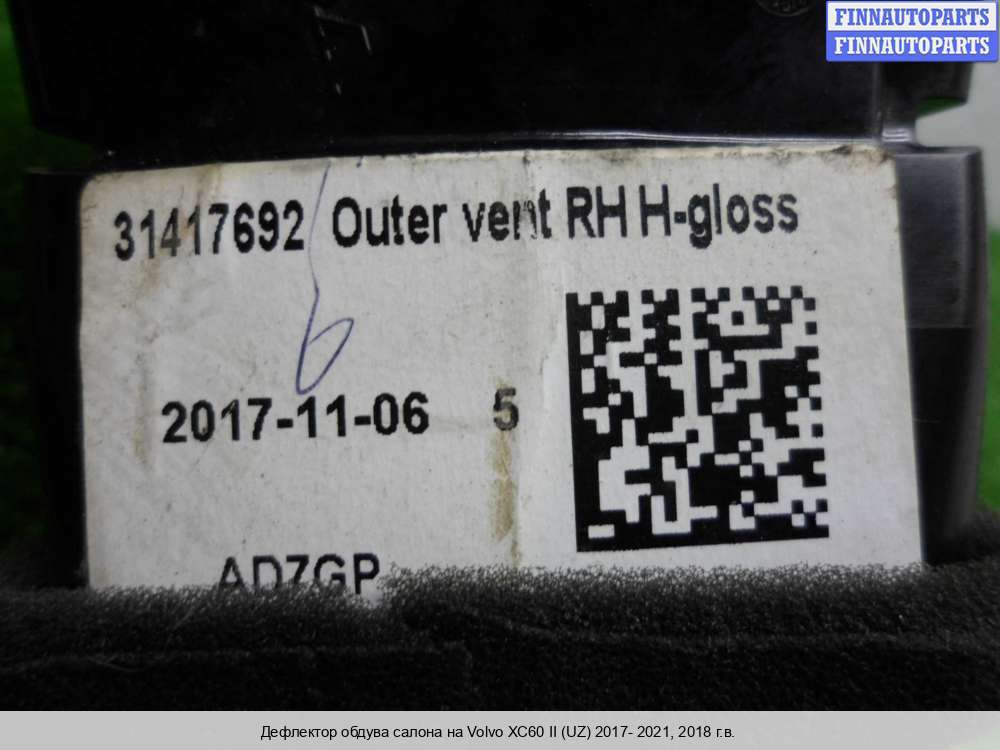 FINNAUTOPARTS
FINNAUTOPARTS
31417692 Outer vent RH H-gloss
6
2017-11-06 5
Дефлектор обдува салона на Volvo XC60 II (UZ) 2017- 2021, 2018 г.в.